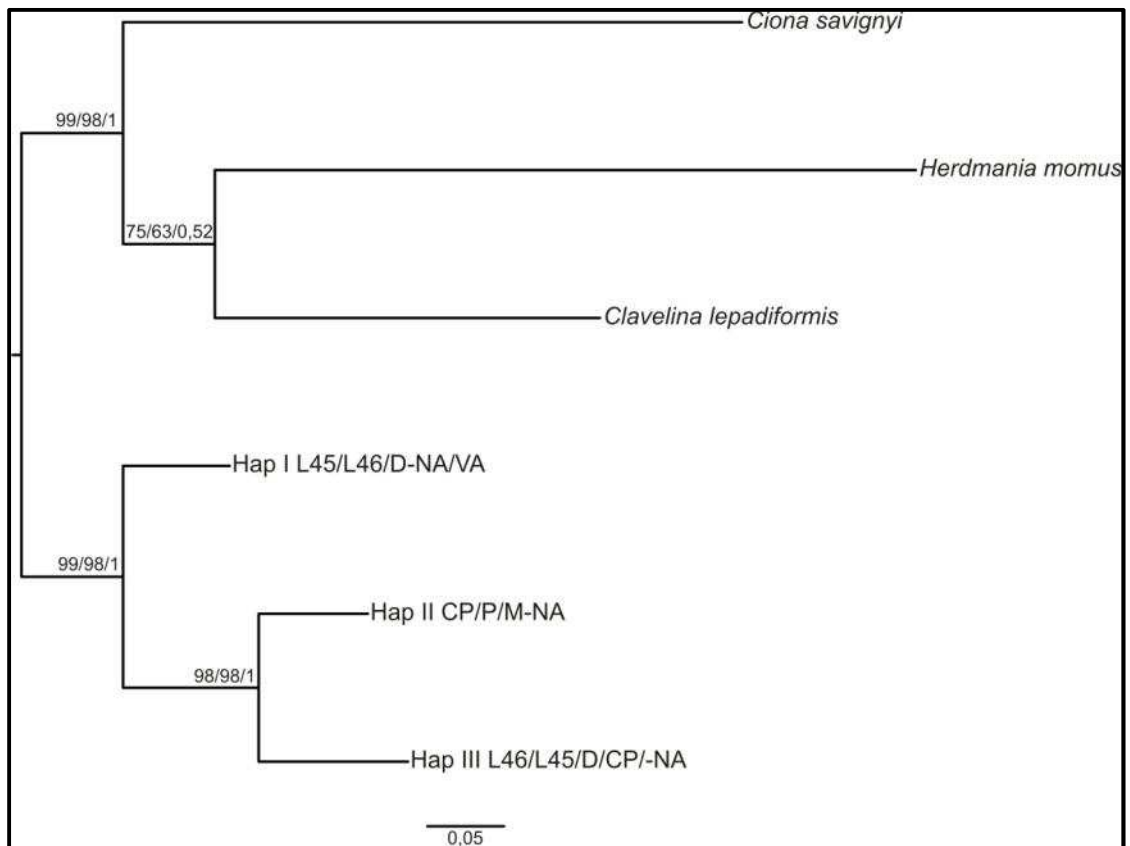 Ciona savignyi
99/98/1
Herdmania momus
75/63/0,52
Clavelina lepadiformis
Hap I L45/L46/D-NA/VA
99/98/1
Hap II CP/P/M-NA
98/98/1
Hap III L46/L45/D/CP/-NA
0,05